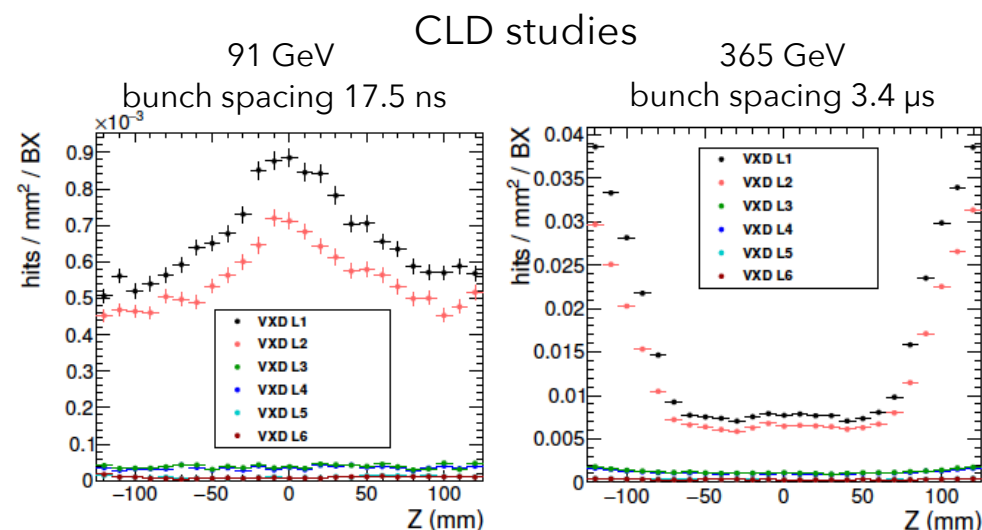 CLD studies
91 GeV
bunch spacing 17.5 ns
365 GeV
bunch spacing 3.4 µs
×10⁻³
hits / mm² / BX
0.9
0.8
0.7
0.6
0.5
0.4
0.3
0.2
0.1
0
VXD L1
VXD L2
VXD L3
VXD L4
VXD L5
VXD L6
−100 −50 0 50 100
Z (mm)
hits / mm² / BX
0.04
0.035
0.03
0.025
0.02
0.015
0.01
0.005
0
VXD L1
VXD L2
VXD L3
VXD L4
VXD L5
VXD L6
−100 −50 0 50 100
Z (mm)